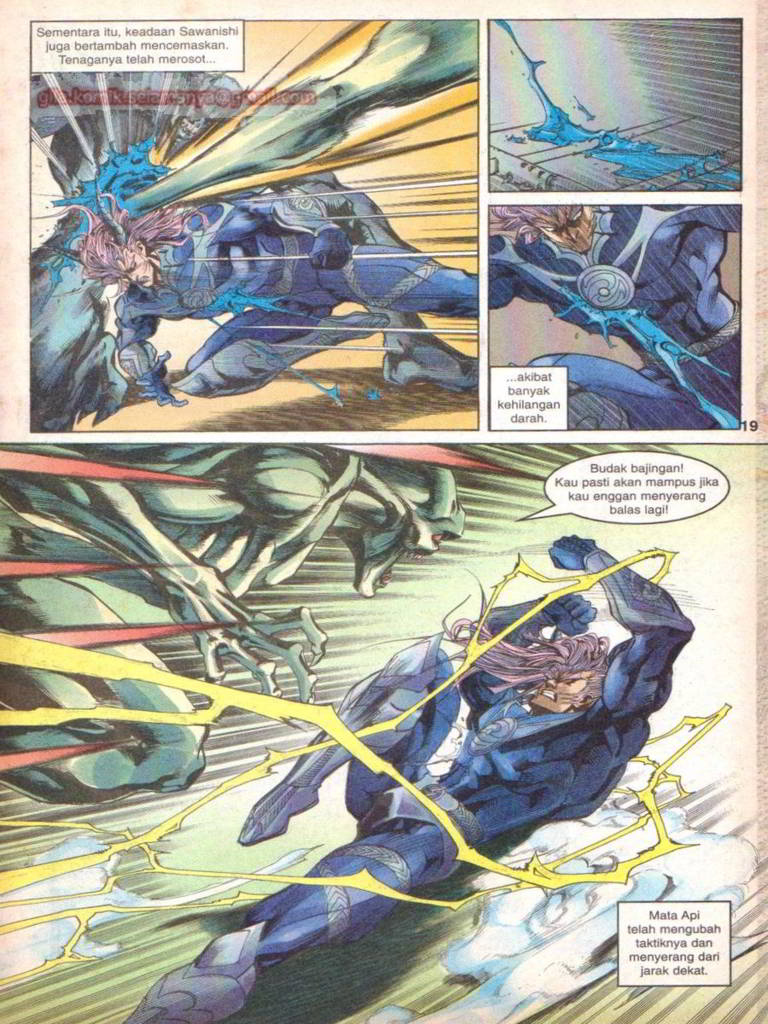 Sementara itu, keadaan Sawanishi
juga bertambah mencemaskan.
Tenaganya telah merosot...
...akibat
banyak
kehilangan
darah.
19
Budak bajingan!
Kau pasti akan mampus jika
kau enggan menyerang
balas lagi!
Mata Api
telah mengubah
taktiknya dan
menyerang dari
jarak dekat.